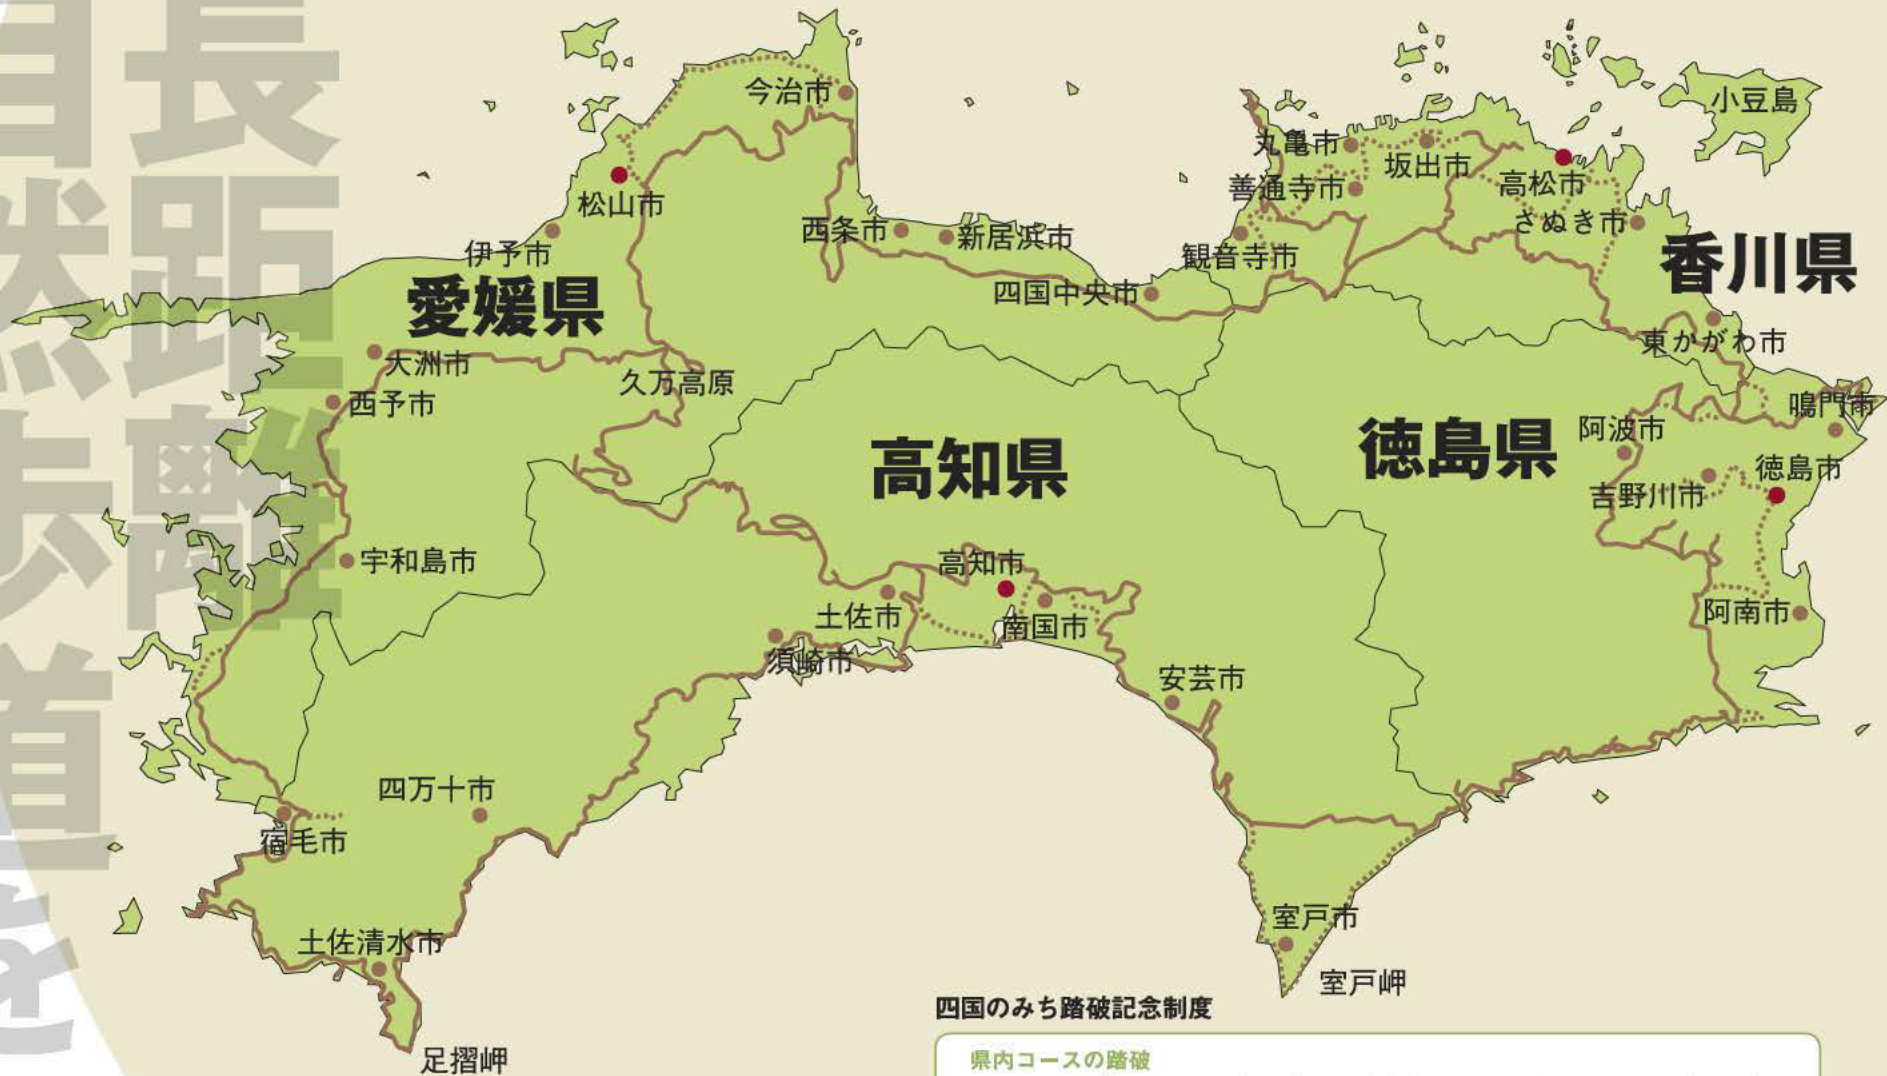 長距離
自然歩道を
今治市
小豆島
丸亀市
坂出市
高松市
善通寺市
さぬき市
松山市
西条市
新居浜市
伊予市
観音寺市
香川県
愛媛県
四国中央市
東かがわ市
大洲市
久万高原
西予市
鳴門市
阿波市
高知県
徳島県
徳島市
吉野川市
宇和島市
高知市
土佐市
南国市
阿南市
須崎市
安芸市
四万十市
宿毛市
室戸市
土佐清水市
室戸岬
足摺岬
四国のみち踏破記念制度
県内コースの踏破